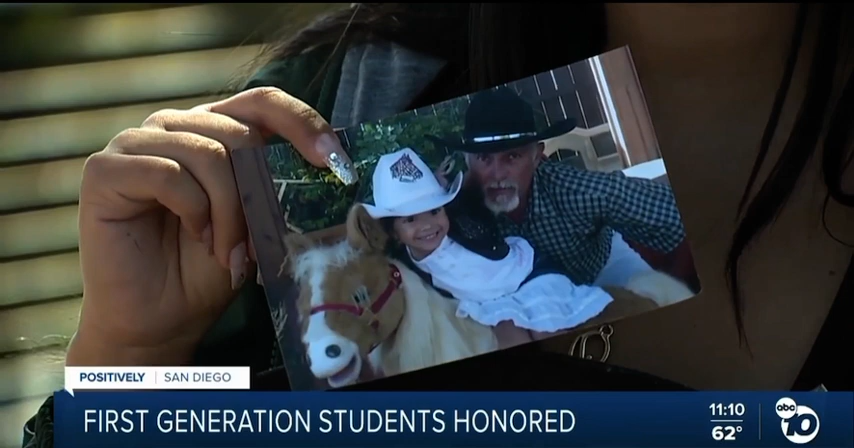 POSITIVELY | SAN DIEGO
FIRST GENERATION STUDENTS HONORED
11:10
62°
abc
10